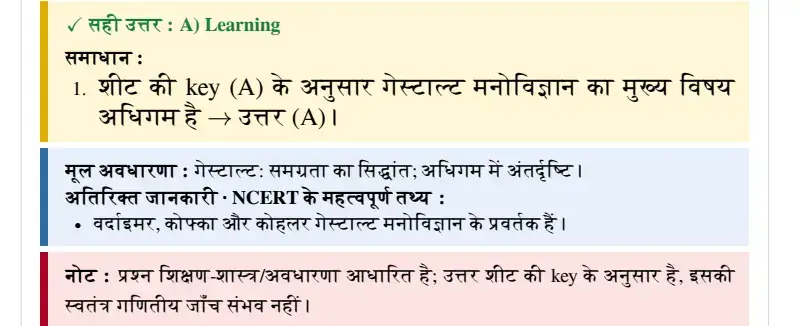 ✓ सही उत्तर : A) Learning
समाधान :
1. शीट की key (A) के अनुसार गेस्टाल्ट मनोविज्ञान का मुख्य विषय
अधिगम है → उत्तर (A)।
मूल अवधारणा : गेस्टाल्ट: समग्रता का सिद्धांत; अधिगम में अंतर्दृष्टि।
अतिरिक्त जानकारी · NCERT के महत्वपूर्ण तथ्य :
• वर्दाइमर, कोफ्का और कोहलर गेस्टाल्ट मनोविज्ञान के प्रवर्तक हैं।
नोट : प्रश्न शिक्षण-शास्त्र/अवधारणा आधारित है; उत्तर शीट की key के अनुसार है, इसकी
स्वतंत्र गणितीय जाँच संभव नहीं।